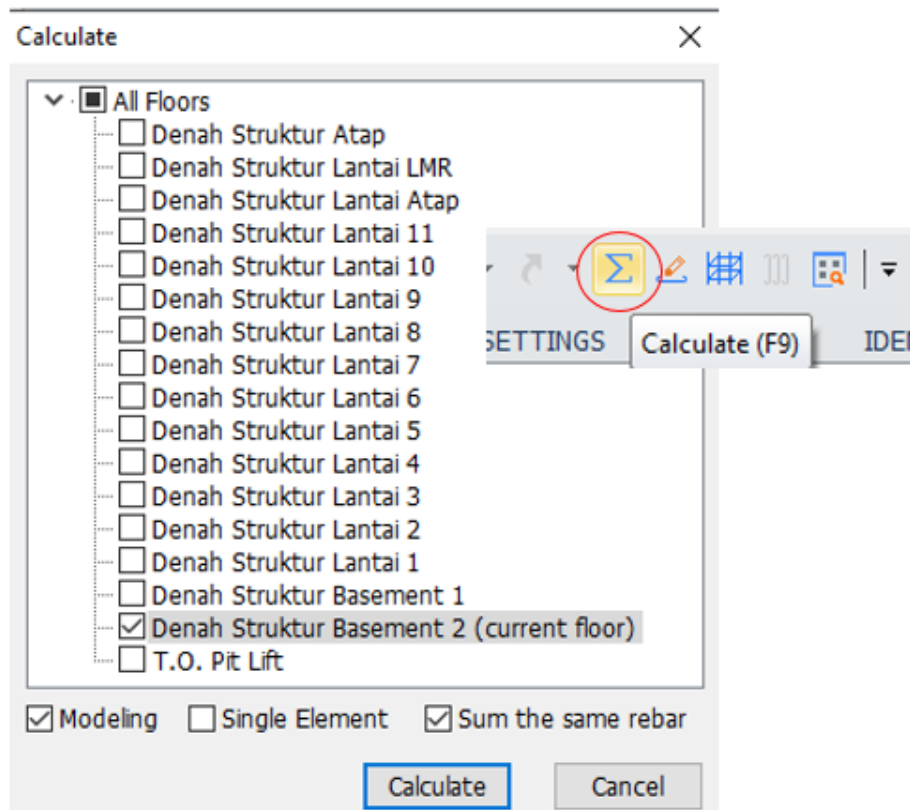 Calculate
All Floors
Denah Struktur Atap
Denah Struktur Lantai LMR
Denah Struktur Lantai Atap
Denah Struktur Lantai 11
Denah Struktur Lantai 10
Denah Struktur Lantai 9
Denah Struktur Lantai 8
Denah Struktur Lantai 7
Denah Struktur Lantai 6
Denah Struktur Lantai 5
Denah Struktur Lantai 4
Denah Struktur Lantai 3
Denah Struktur Lantai 2
Denah Struktur Lantai 1
Denah Struktur Basement 1
Denah Struktur Basement 2 (current floor)
T.O. Pit Lift
Modeling Single Element Sum the same rebar
Calculate Cancel
Σ
SETTINGS Calculate (F9) IDE